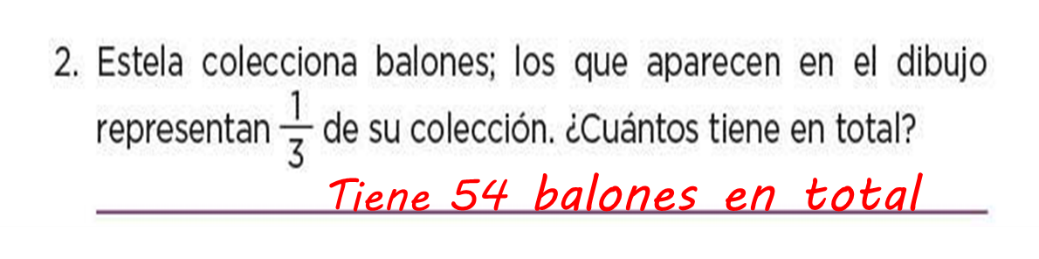 2. Estela colecciona balones; los que aparecen en el dibujo
representan 1/3 de su colección. ¿Cuántos tiene en total?
Tiene 54 balones en total